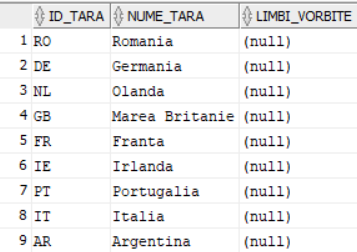 ID_TARA NUME_TARA LIMBI_VORBITE
1 RO Romania (null)
2 DE Germania (null)
3 NL Olanda (null)
4 GB Marea Britanie (null)
5 FR Franta (null)
6 IE Irlanda (null)
7 PT Portugalia (null)
8 IT Italia (null)
9 AR Argentina (null)